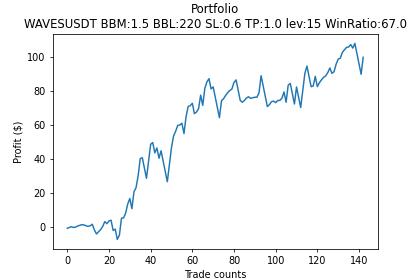 Portfolio
WAVESUSDT BBM:1.5 BBL:220 SL:0.6 TP:1.0 lev:15 WinRatio:67.0
100
80
60
40
20
0
Profit ($)
0 20 40 60 80 100 120 140
Trade counts